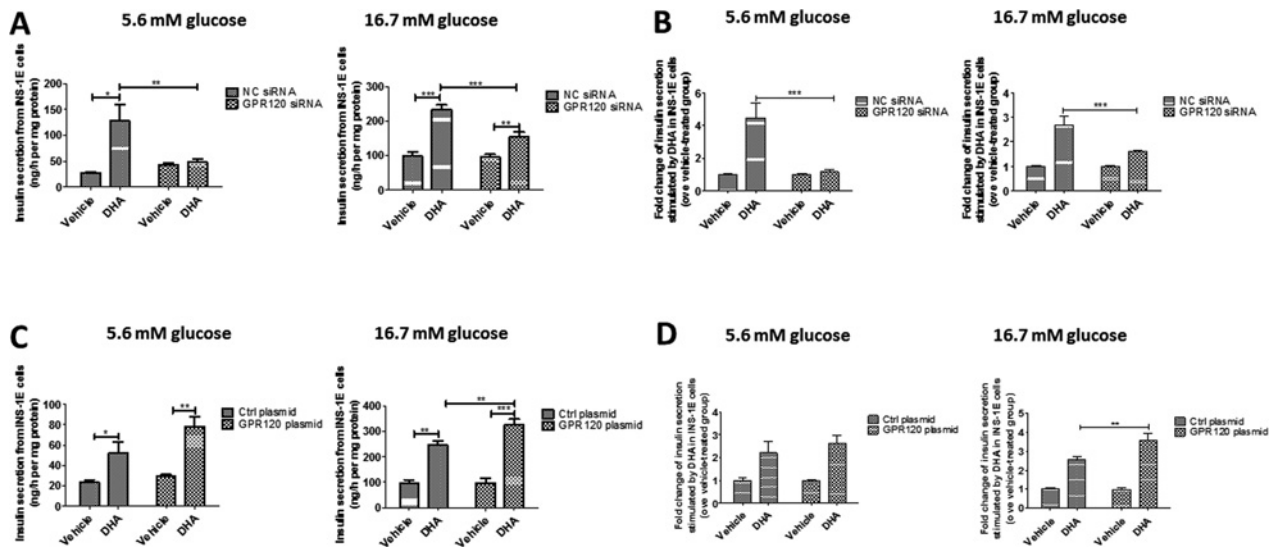 A
5.6 mM glucose
Insulin secretion from INS-1E cells
(ng/h per mg protein)
200
150
100
50
0
*
**
NC siRNA
GPR120 siRNA
Vehicle
DHA
Vehicle
DHA
16.7 mM glucose
Insulin secretion from INS-1E cells
(ng/h per mg protein)
300
200
100
0
***
***
**
NC siRNA
GPR120 siRNA
Vehicle
DHA
Vehicle
DHA
B
5.6 mM glucose
Fold change of insulin secretion
stimulated by DHA in INS-1E cells
(ove vehicle-treated group)
6
4
2
0
***
NC siRNA
GPR120 siRNA
Vehicle
DHA
Vehicle
DHA
16.7 mM glucose
Fold change of insulin secretion
stimulated by DHA in INS-1E cells
(ove vehicle-treated group)
4
3
2
1
0
***
NC siRNA
GPR120 siRNA
Vehicle
DHA
Vehicle
DHA
C
5.6 mM glucose
Insulin secretion from INS-1E cells
(ng/h per mg protein)
100
80
60
40
20
0
*
**
Ctrl plasmid
GPR120 plasmid
Vehicle
DHA
Vehicle
DHA
16.7 mM glucose
Insulin secretion from INS-1E cells
(ng/h per mg protein)
400
300
200
100
0
**
**
***
Ctrl plasmid
GPR120 plasmid
Vehicle
DHA
Vehicle
DHA
D
5.6 mM glucose
Fold change of insulin secretion
stimulated by DHA in INS-1E cells
(ove vehicle-treated group)
4
3
2
1
0
Ctrl plasmid
GPR120 plasmid
Vehicle
DHA
Vehicle
DHA
16.7 mM glucose
Fold change of insulin secretion
stimulated by DHA in INS-1E cells
(ove vehicle-treated group)
5
4
3
2
1
0
**
Ctrl plasmid
GPR120 plasmid
Vehicle
DHA
Vehicle
DHA